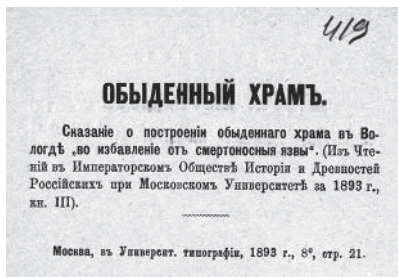 419
ОБЫДЕННЫЙ ХРАМЪ.
Сказаніе о построеніи обыденнаго храма въ Во-
логдѣ „во избавленіе отъ смертоносныя язвы“. (Изъ Чте-
ній въ Императорскомъ Обществѣ Исторіи и Древностей
Россійскихъ при Московскомъ Университетѣ за 1893 г.,
кн. III).
Москва, въ Университ. типографіи, 1893 г., 8°, стр. 21.